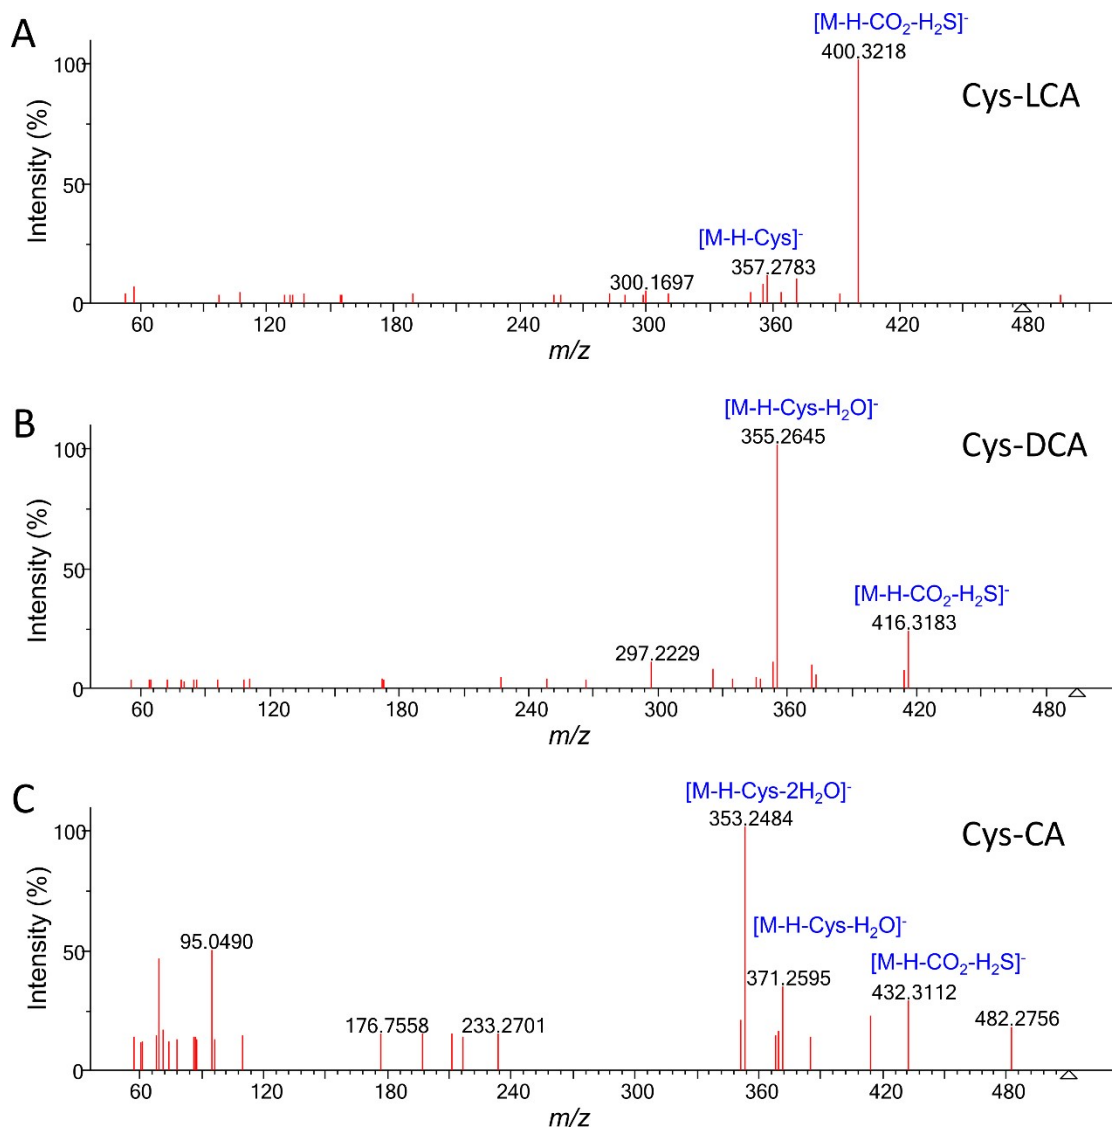 A
[M-H-CO₂-H₂S]⁻
400.3218
Cys-LCA
Intensity (%)
100
50
0
[M-H-Cys]⁻
357.2783
300.1697
60 120 180 240 300 360 420 480
m/z
B
[M-H-Cys-H₂O]⁻
355.2645
Cys-DCA
Intensity (%)
100
50
0
[M-H-CO₂-H₂S]⁻
416.3183
297.2229
60 120 180 240 300 360 420 480
m/z
C
[M-H-Cys-2H₂O]⁻
353.2484
Cys-CA
Intensity (%)
100
50
0
95.0490
[M-H-Cys-H₂O]⁻
371.2595
[M-H-CO₂-H₂S]⁻
432.3112
176.7558
233.2701
482.2756
60 120 180 240 300 360 420 480
m/z